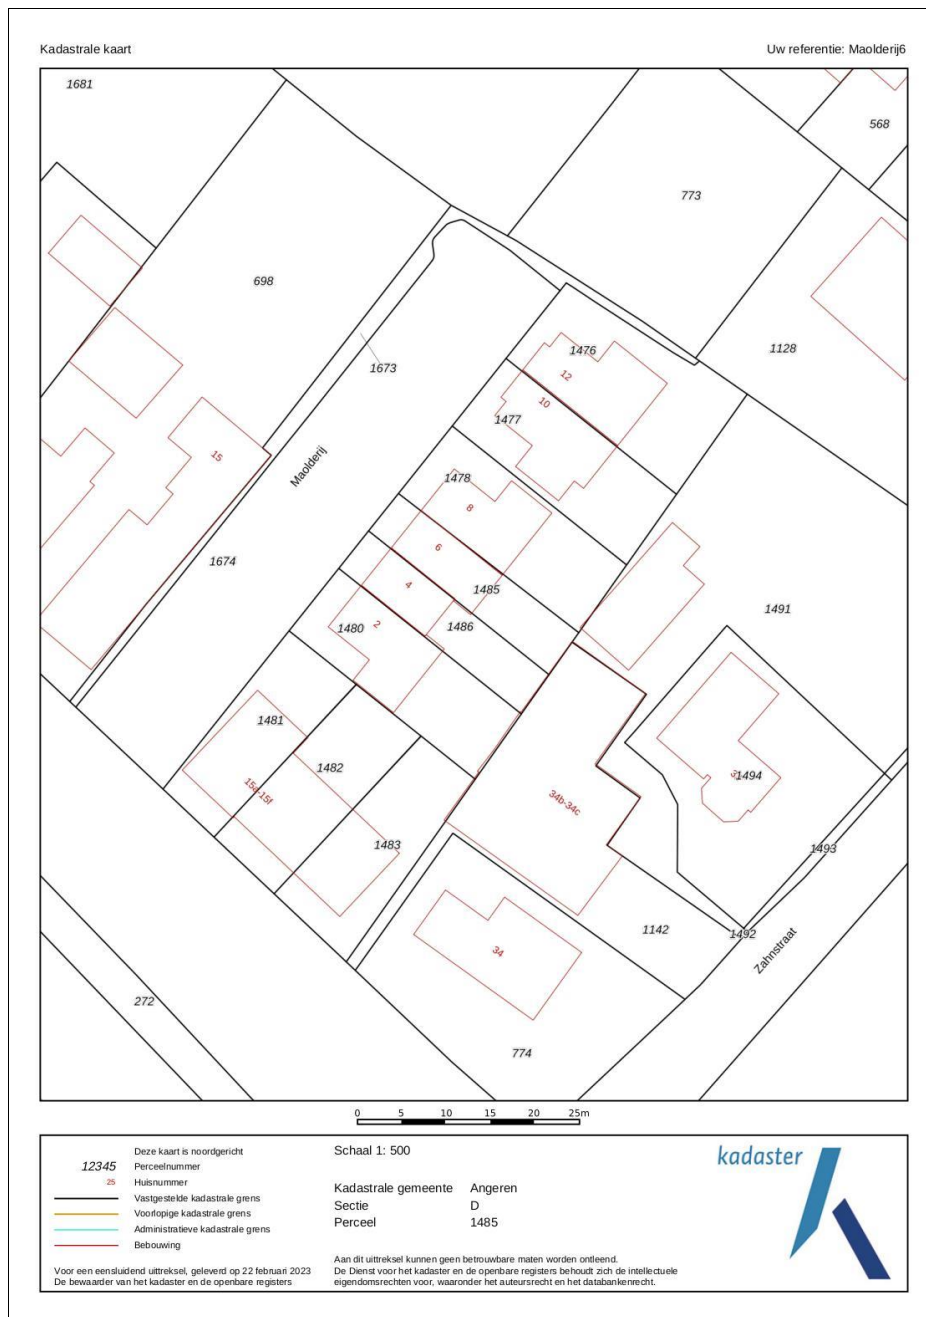 Kadastrale kaart
Uw referentie: Maolderij6
1681
568
773
698
1128
1476
1673
12
10
1477
15
Maolderij
1478
8
6
1674
4
1485
1491
1480
2
1486
1481
1482
1494
15a-15f
34b-34c
1483
1493
1142
1492
34
Zahnstraat
272
774
0 5 10 15 20 25m
Deze kaart is noordgericht
12345 Perceelnummer
25 Huisnummer
Vastgestelde kadastrale grens
Voorlopige kadastrale grens
Administratieve kadastrale grens
Bebouwing
Voor een eensluidend uittreksel, geleverd op 22 februari 2023
De bewaarder van het kadaster en de openbare registers
Schaal 1: 500
Kadastrale gemeente Angeren
Sectie D
Perceel 1485
Aan dit uittreksel kunnen geen betrouwbare maten worden ontleend.
De Dienst voor het kadaster en de openbare registers behoudt zich de intellectuele
eigendomsrechten voor, waaronder het auteursrecht en het databankenrecht.
kadaster